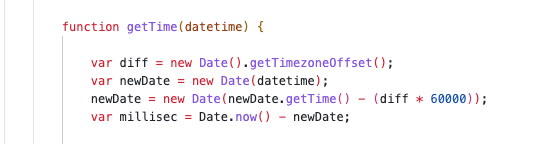 function getTime(datetime) {
var diff = new Date().getTimezoneOffset();
var newDate = new Date(datetime);
newDate = new Date(newDate.getTime() - (diff * 60000));
var millisec = Date.now() - newDate;